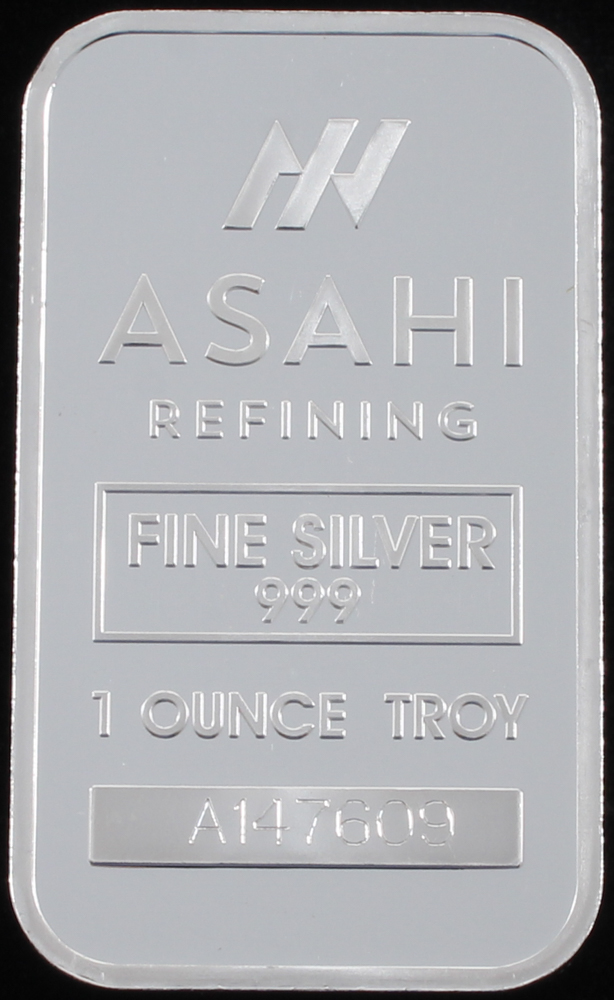 ASAHI
REFINING
FINE SILVER
999
1 OUNCE TROY
A147609